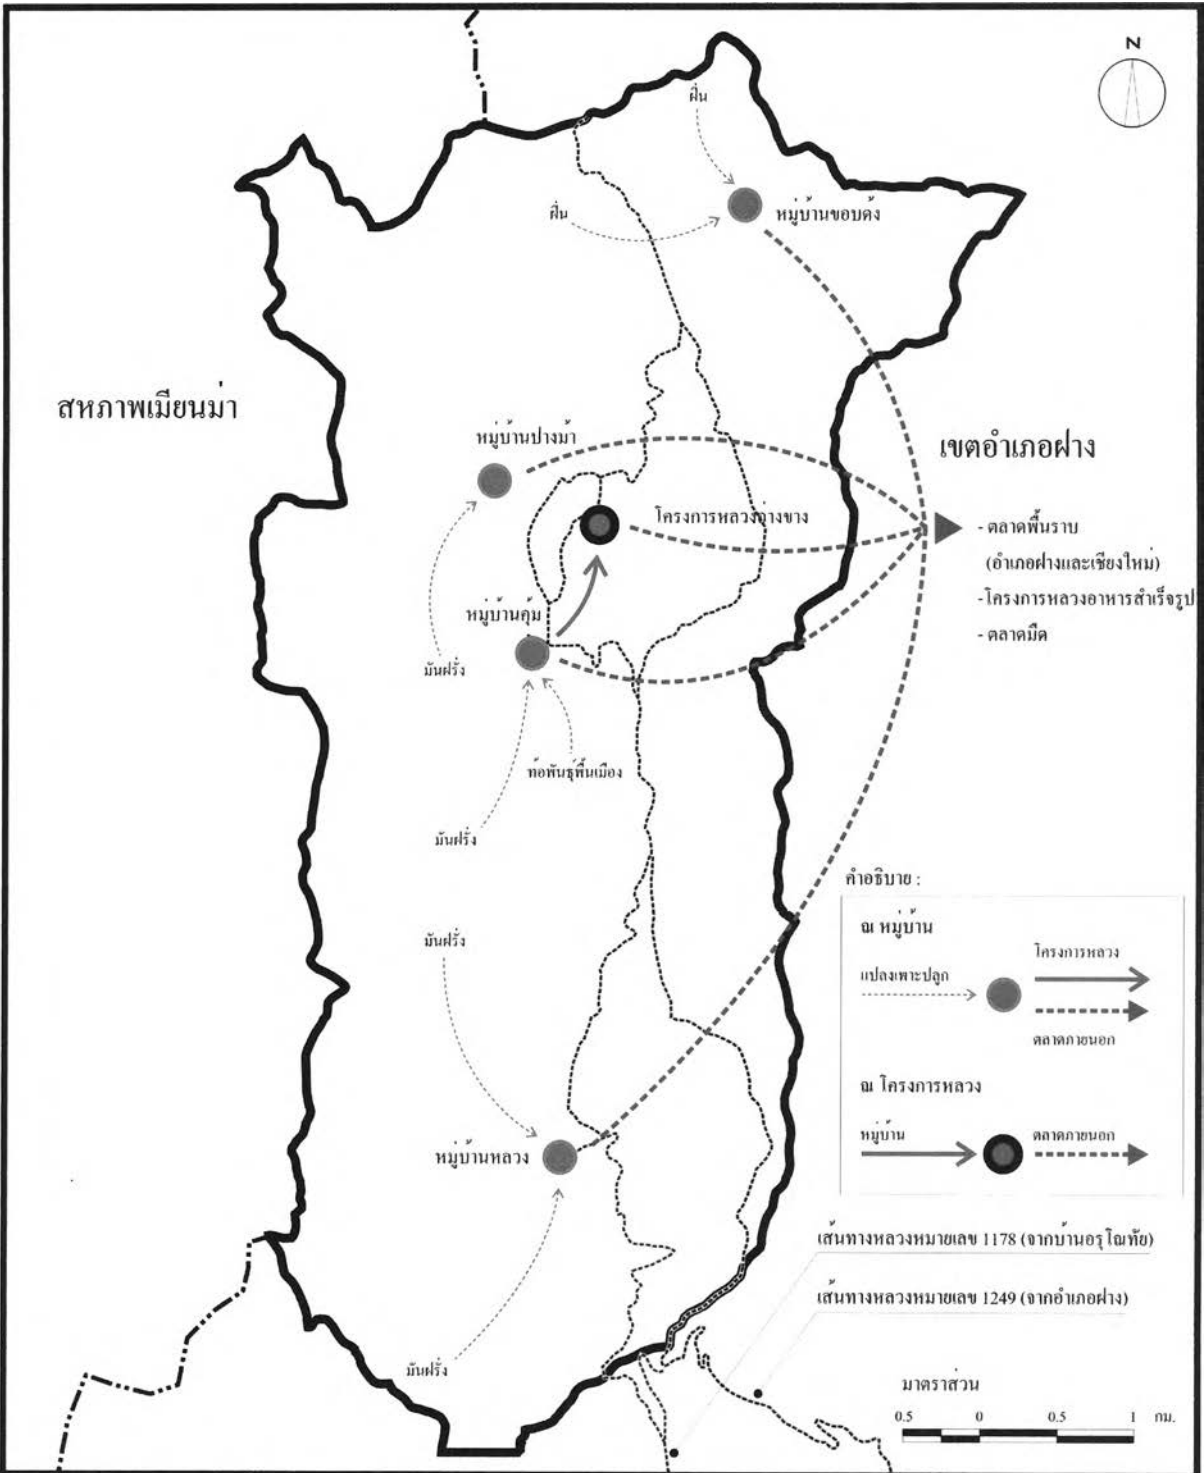 N
ฝิ่น
ฝิ่น
หมู่บ้านขอบด้ง
สหภาพเมียนม่า
หมู่บ้านปางม้า
เขตอำเภอฝาง
โครงการหลวงอ่างขาง
- ตลาดพื้นราบ
(อำเภอฝางและเชียงใหม่)
-โครงการหลวงอาหารสำเร็จรูป
- ตลาดมืด
หมู่บ้านคุ้ม
มันฝรั่ง
ท้อพันธุ์พื้นเมือง
มันฝรั่ง
คำอธิบาย :
มันฝรั่ง
ณ หมู่บ้าน
โครงการหลวง
แปลงเพาะปลูก
ตลาดภายนอก
ณ โครงการหลวง
หมู่บ้าน
ตลาดภายนอก
หมู่บ้านหลวง
เส้นทางหลวงหมายเลข 1178 (จากบ้านอรุโณทัย)
เส้นทางหลวงหมายเลข 1249 (จากอำเภอฝาง)
มันฝรั่ง
มาตราส่วน
0.5 0 0.5 1 กม.